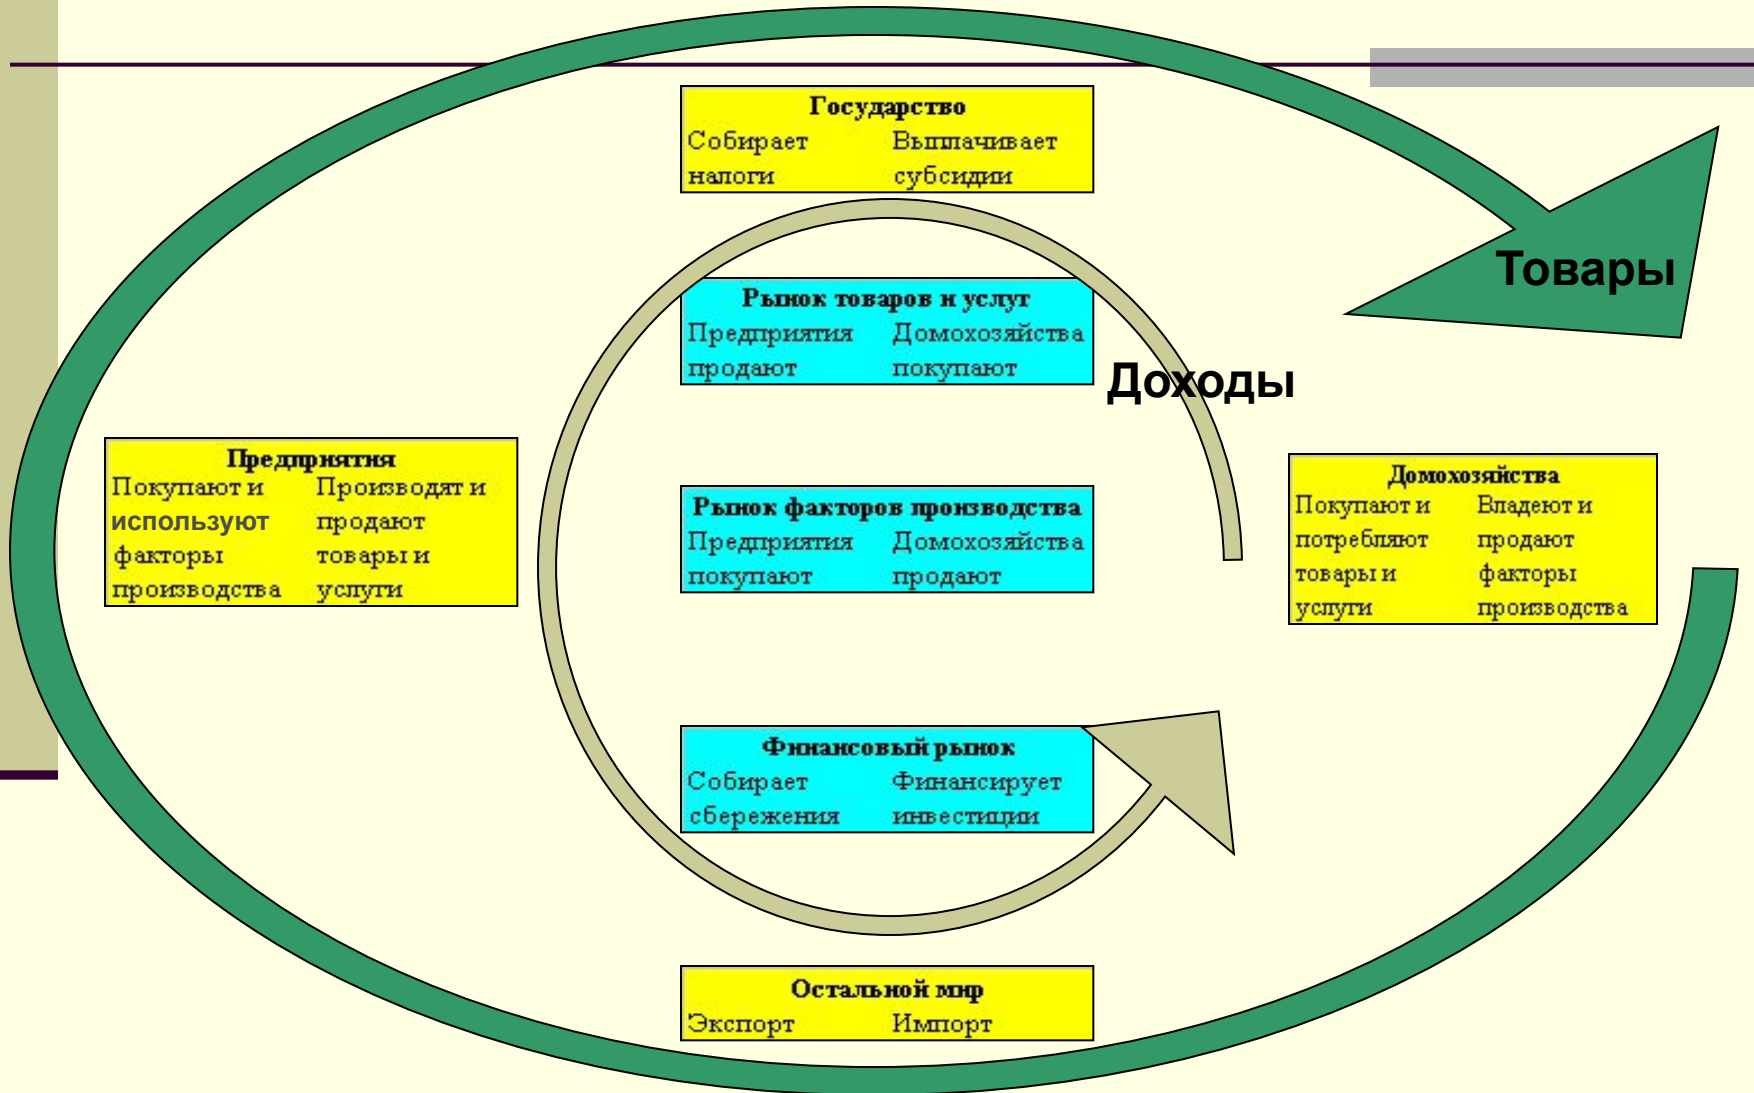 Государство
Собирает Выплачивает
налоги субсидии
Товары
Рынок товаров и услуг
Предприятия Домохозяйства
продают покупают
Доходы
Предприятия
Покупают и Производят и
используют продают
факторы товары и
производства услуги
Рынок факторов производства
Предприятия Домохозяйства
покупают продают
Домохозяйства
Покупают и Владеют и
потребляют продают
товары и факторы
услуги производства
Финансовый рынок
Собирает Финансирует
сбережения инвестиции
Остальной мир
Экспорт Импорт